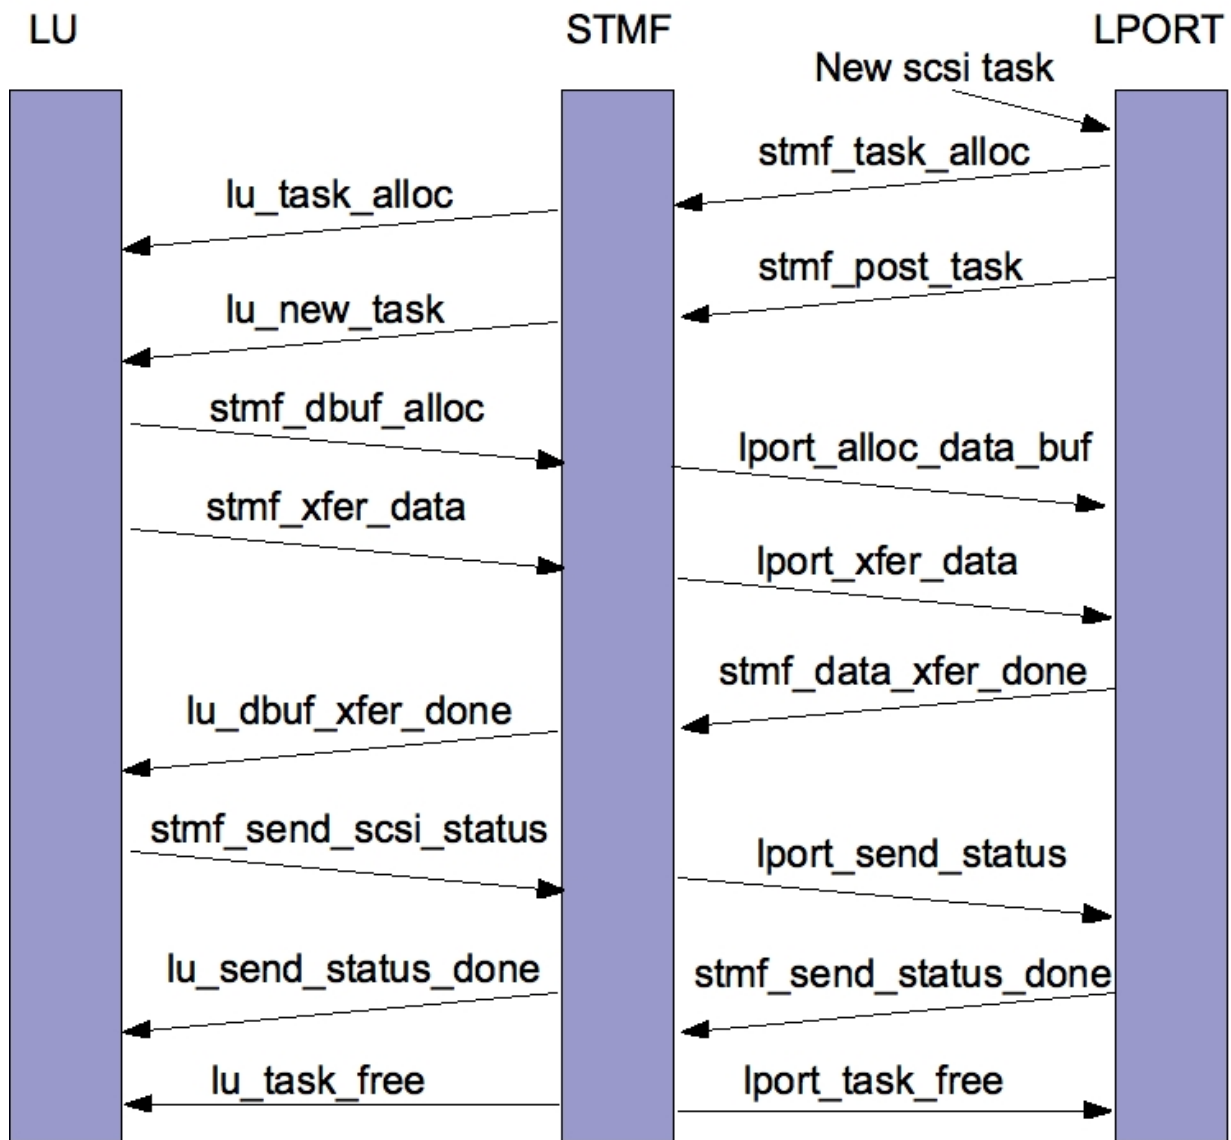 LU
STMF
LPORT
New scsi task
stmf_task_alloc
lu_task_alloc
stmf_post_task
lu_new_task
stmf_dbuf_alloc
lport_alloc_data_buf
stmf_xfer_data
lport_xfer_data
stmf_data_xfer_done
lu_dbuf_xfer_done
stmf_send_scsi_status
lport_send_status
lu_send_status_done
stmf_send_status_done
lu_task_free
lport_task_free